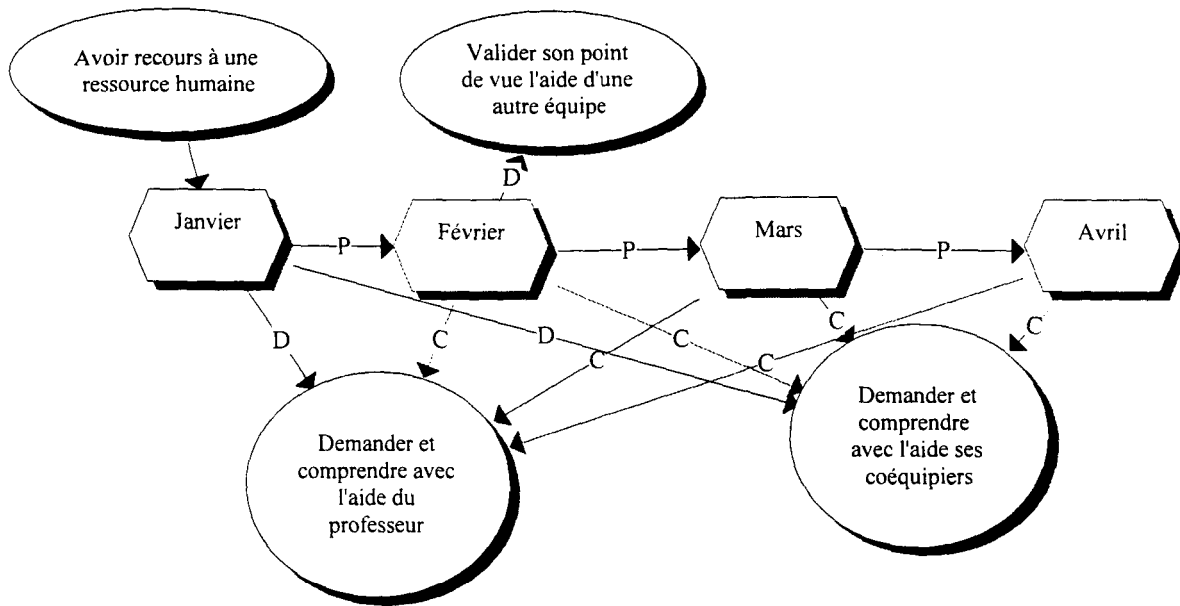 Avoir recours à une
ressource humaine
Valider son point
de vue l'aide d'une
autre équipe
D
Janvier
P
Février
P
Mars
P
Avril
D
C
D
C
C
C
C
C
Demander et
comprendre avec
l'aide du
professeur
Demander et
comprendre
avec l'aide ses
coéquipiers